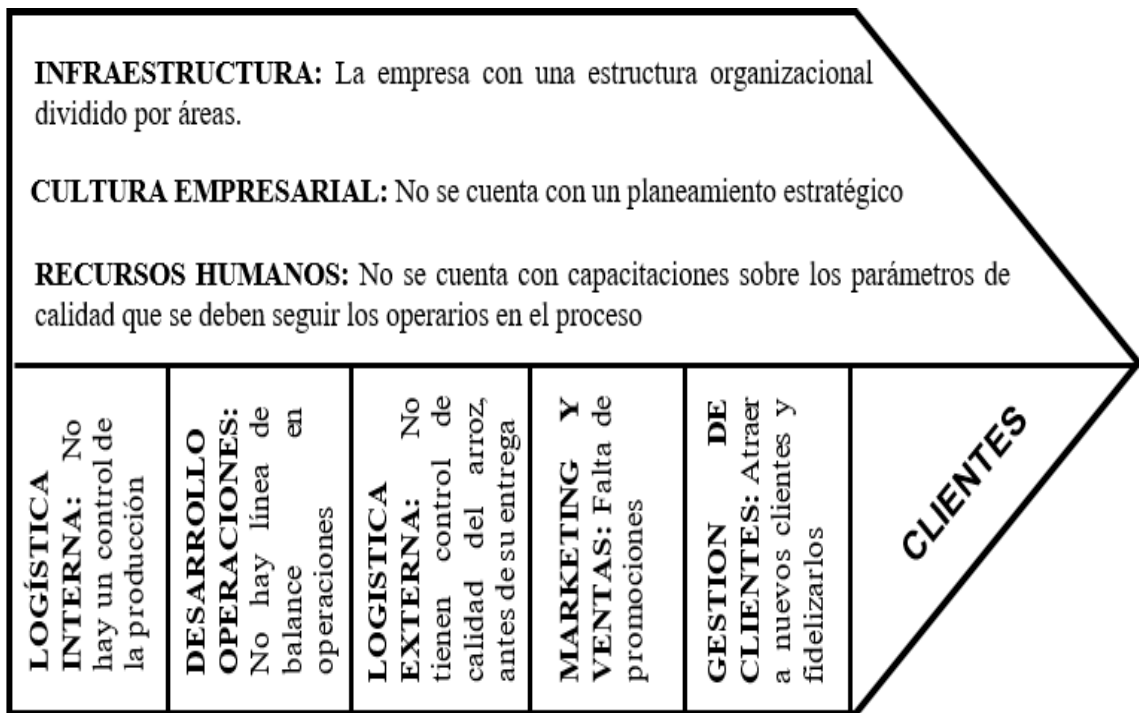 INFRAESTRUCTURA: La empresa con una estructura organizacional
dividido por áreas.
CULTURA EMPRESARIAL: No se cuenta con un planeamiento estratégico
RECURSOS HUMANOS: No se cuenta con capacitaciones sobre los parámetros de
calidad que se deben seguir los operarios en el proceso
LOGÍSTICA
INTERNA: No
hay un control de
la producción
DESARROLLO
OPERACIONES:
No hay línea de
balance en
operaciones
LOGISTICA
EXTERNA: No
tienen control de
calidad del arroz,
antes de su entrega
MARKETING Y
VENTAS: Falta de
promociones
GESTION DE
CLIENTES: Atraer
a nuevos clientes y
fidelizarlos
CLIENTES